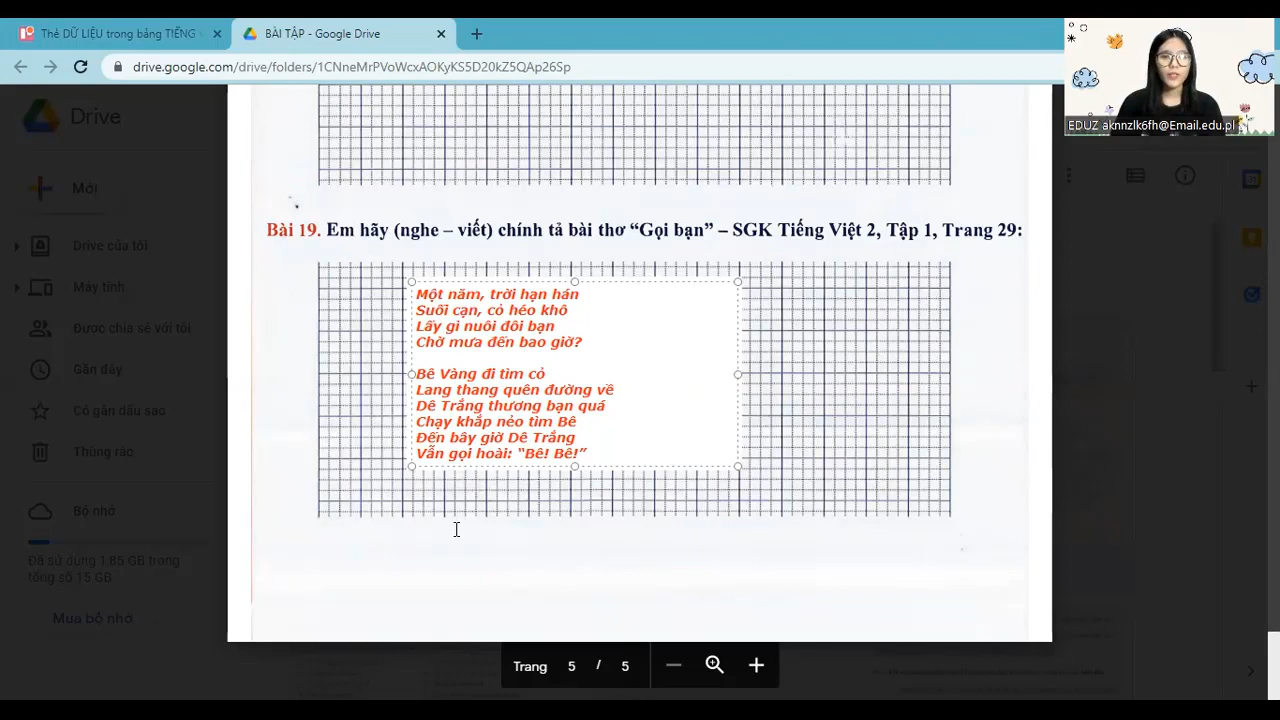 Thẻ DỮ LIỆU trong bảng TIẾNG
BÀI TẬP - Google Drive
drive.google.com/drive/folders/1CNneMrPVoWcxAOKyKSSD20kZ5QAp26Sp
EDUZ aknnzlk6fh@Email.edu.pl
Drive
Mới
Drive của tôi
Máy tính
Được chia sẻ với tôi
Gần đây
Có gắn dấu sao
Thùng rác
Bộ nhớ
Đã sử dụng 1,85 GB trong
tổng số 15 GB
Mua bộ nhớ
Bài 19. Em hãy (nghe – viết) chính tả bài thơ “Gọi bạn” – SGK Tiếng Việt 2, Tập 1, Trang 29:
Một năm, trời hạn hán
Suối cạn, cỏ héo khô
Lấy gì nuôi đôi bạn
Chờ mưa đến bao giờ?
Bê Vàng đi tìm cỏ
Lang thang quên đường về
Dê Trắng thương bạn quá
Chạy khắp nẻo tìm Bê
Đến bây giờ Dê Trắng
Vẫn gọi hoài: “Bê! Bê!”
Trang 5 / 5